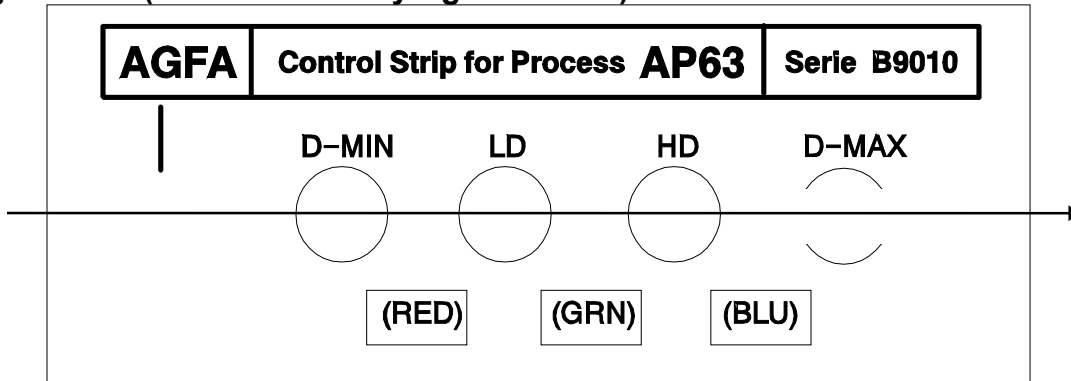 AGFA Control Strip for Process AP63 Serie B9010
D-MIN LD HD D-MAX
(RED) (GRN) (BLU)